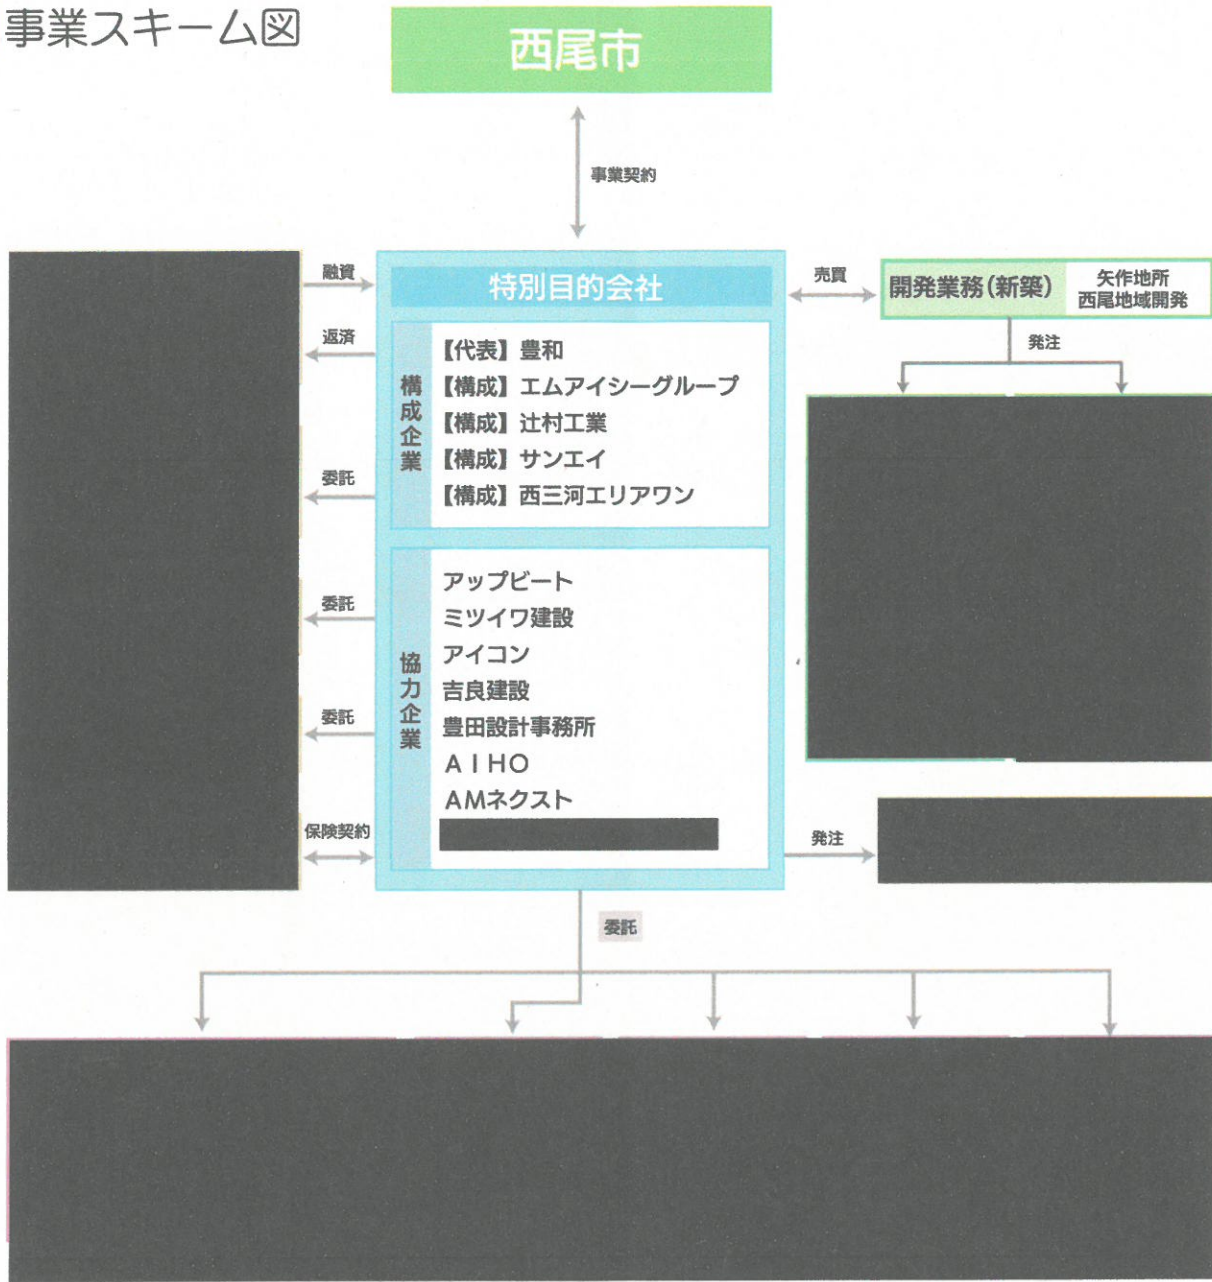 事業スキーム図
西尾市
事業契約
融資
返済
委託
委託
委託
保険契約
特別目的会社
構成企業
【代表】豊和
【構成】エムアイシーグループ
【構成】辻村工業
【構成】サンエイ
【構成】西三河エリアワン
協力企業
アップビート
ミツイワ建設
アイコン
吉良建設
豊田設計事務所
AIHO
AMネクスト
売買
開発業務(新築)
矢作地所
西尾地域開発
発注
発注
委託